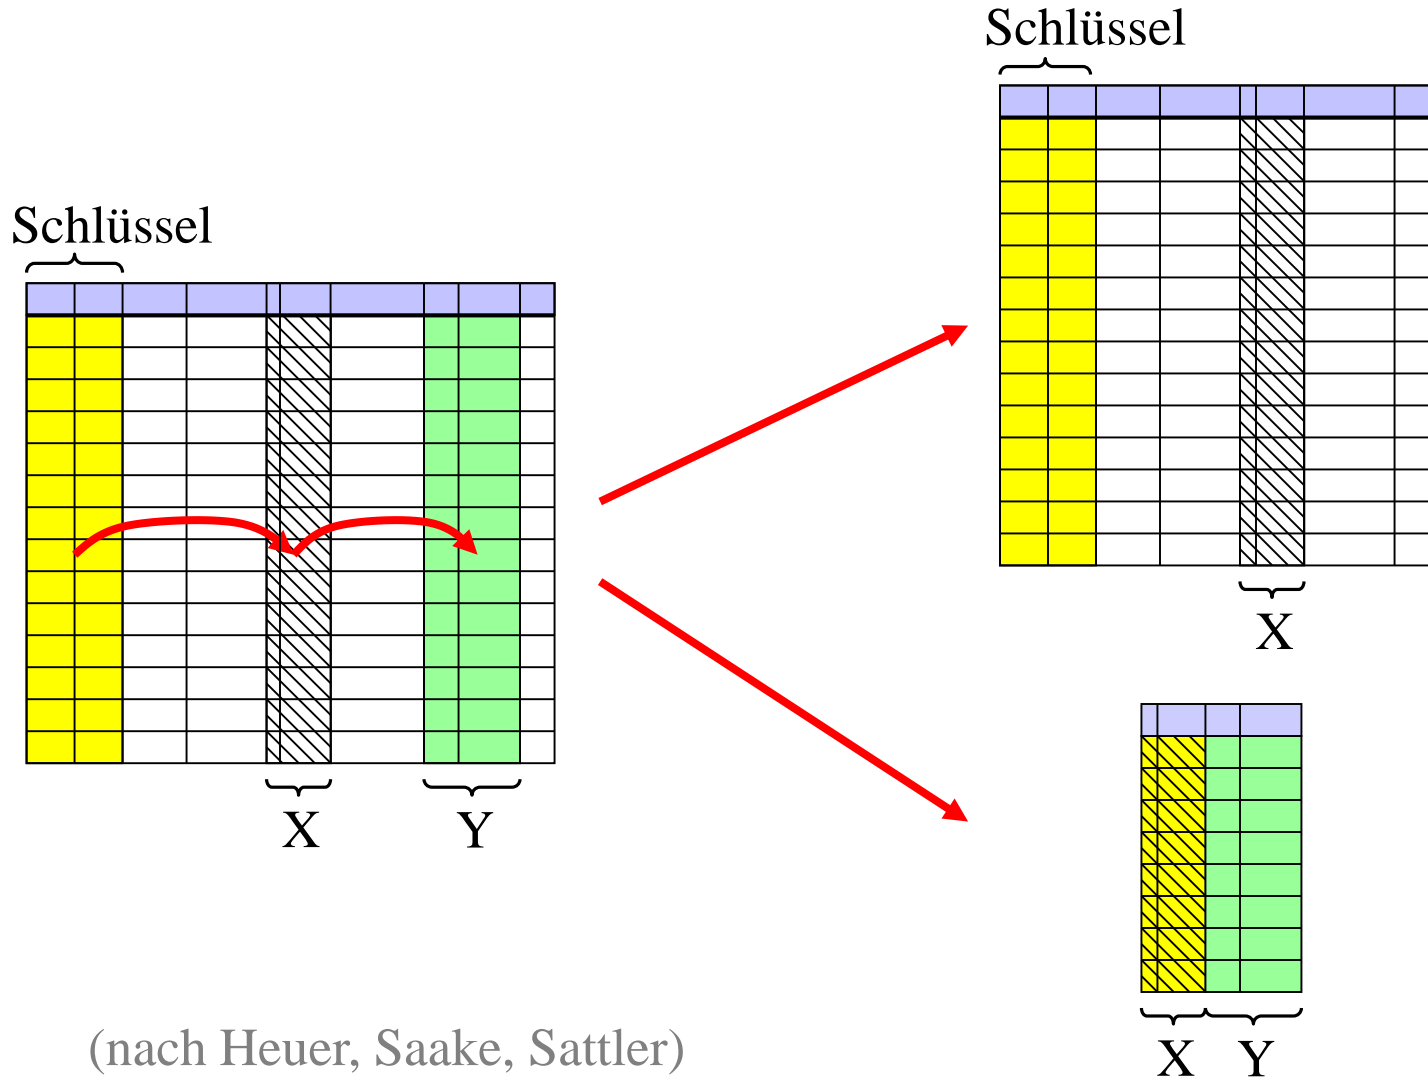 Schlüssel
Schlüssel
X
X Y
X Y
(nach Heuer, Saake, Sattler)